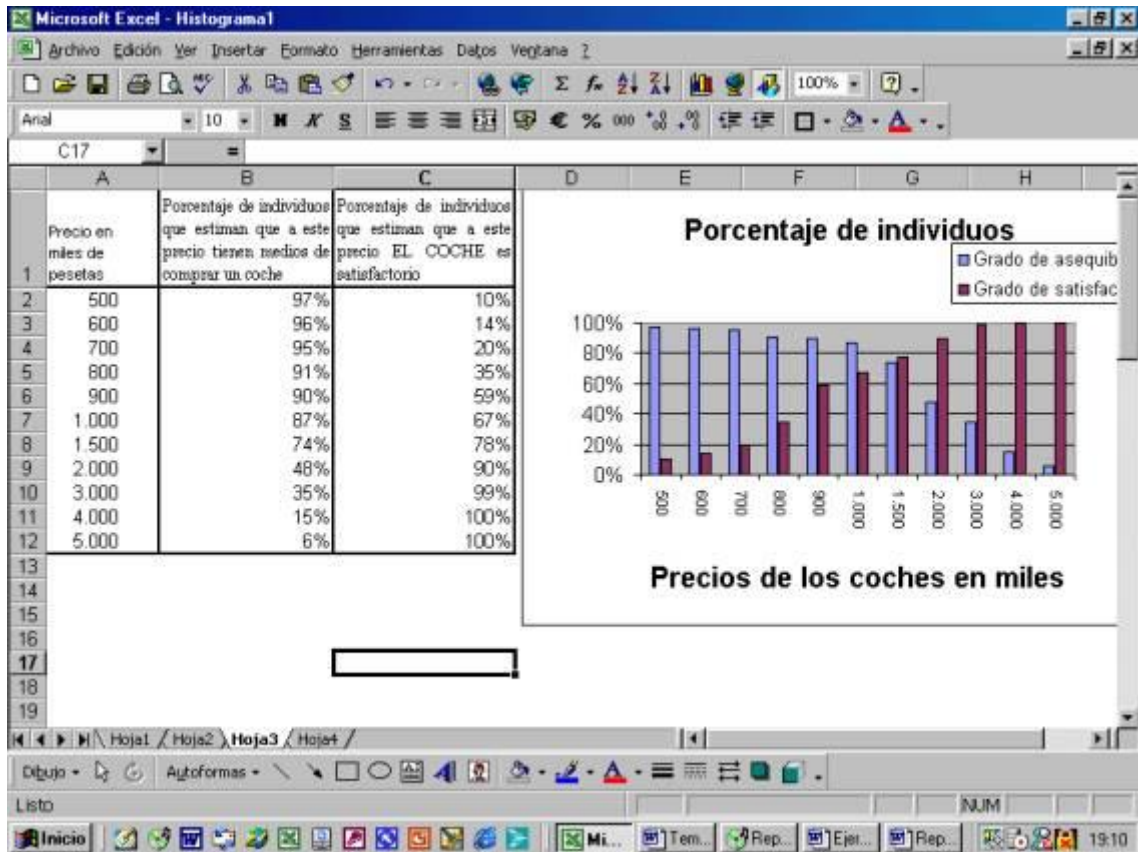 Microsoft Excel - Histograma1
Archivo Edición Ver Insertar Formato Herramientas Datos Ventana ?
100%
Arial 10 N K S € % 000
C17 =
A B C D E F G H
1 Precio en miles de pesetas
Porcentaje de individuos
que estiman que a este
precio tienen medios de
comprar un coche
Porcentaje de individuos
que estiman que a este
precio EL COCHE es
satisfactorio
2 500 97% 10%
3 600 96% 14%
4 700 95% 20%
5 800 91% 35%
6 900 90% 59%
7 1.000 87% 67%
8 1.500 74% 78%
9 2.000 48% 90%
10 3.000 35% 99%
11 4.000 15% 100%
12 5.000 6% 100%
13
14
15
16
17
18
19
Porcentaje de individuos
Grado de asequib
Grado de satisfac
100%
80%
60%
40%
20%
0%
500 600 700 800 900 1.000 1.500 2.000 3.000 4.000 5.000
Precios de los coches en miles
Hoja1 Hoja2 Hoja3 Hoja4
Dibujo Autoformas
Listo NUM
Inicio Mi... Tem... Rep... Ejer... Rep... 19:10